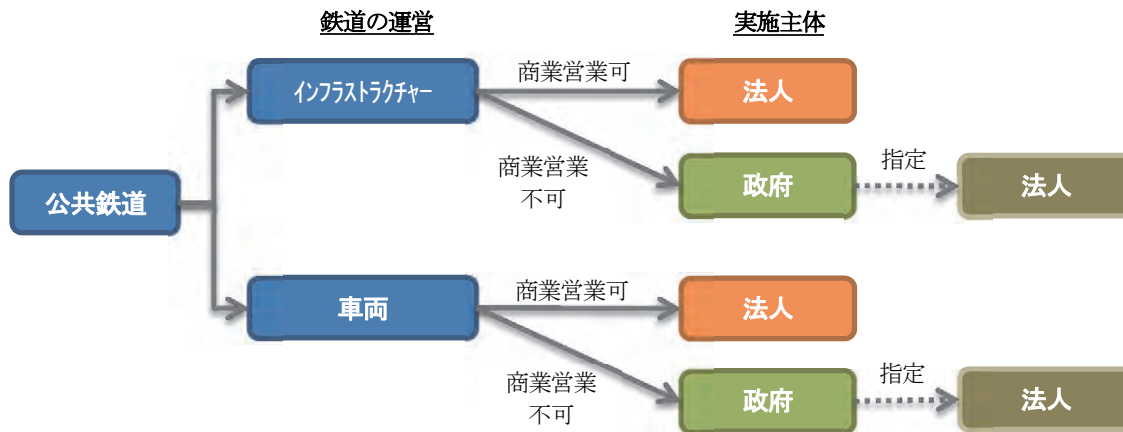 鉄道の運営
実施主体
インフラストラクチャー
商業営業可
法人
商業営業
不可
政府
指定
法人
公共鉄道
車両
商業営業可
法人
商業営業
不可
政府
指定
法人